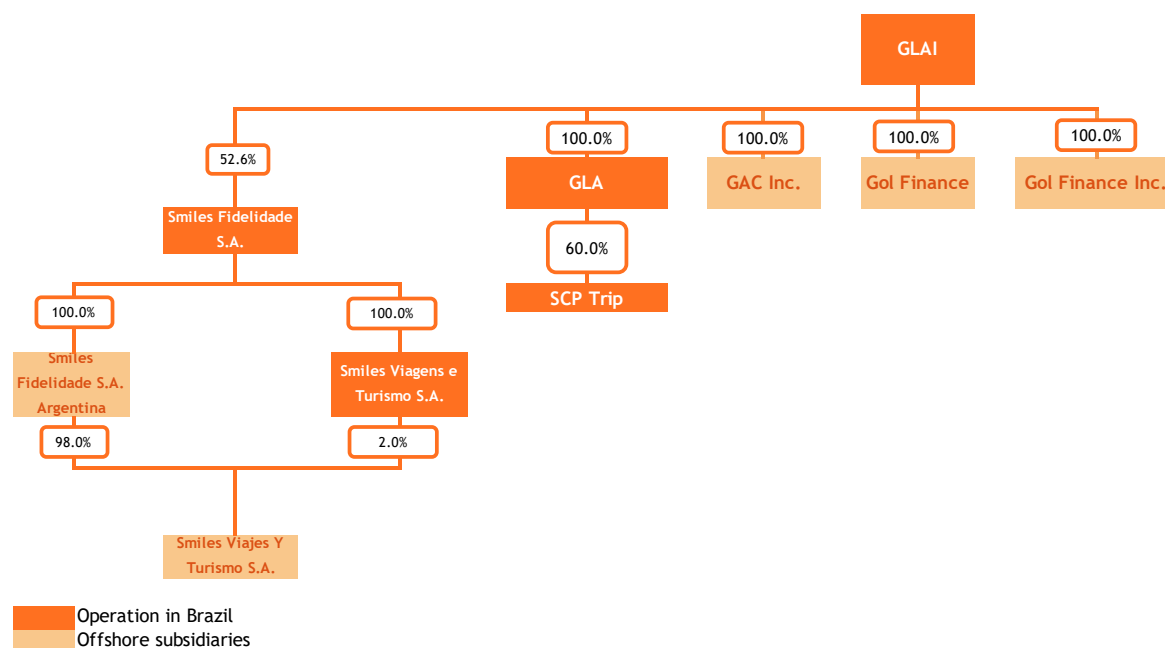 GLAI
52.6%
100.0%
100.0%
100.0%
100.0%
Smiles Fidelidade
S.A.
GLA
GAC Inc.
Gol Finance
Gol Finance Inc.
60.0%
SCP Trip
100.0%
100.0%
Smiles
Fidelidade S.A.
Argentina
Smiles Viagens e
Turismo S.A.
98.0%
2.0%
Smiles Viajes Y
Turismo S.A.
Operation in Brazil
Offshore subsidiaries